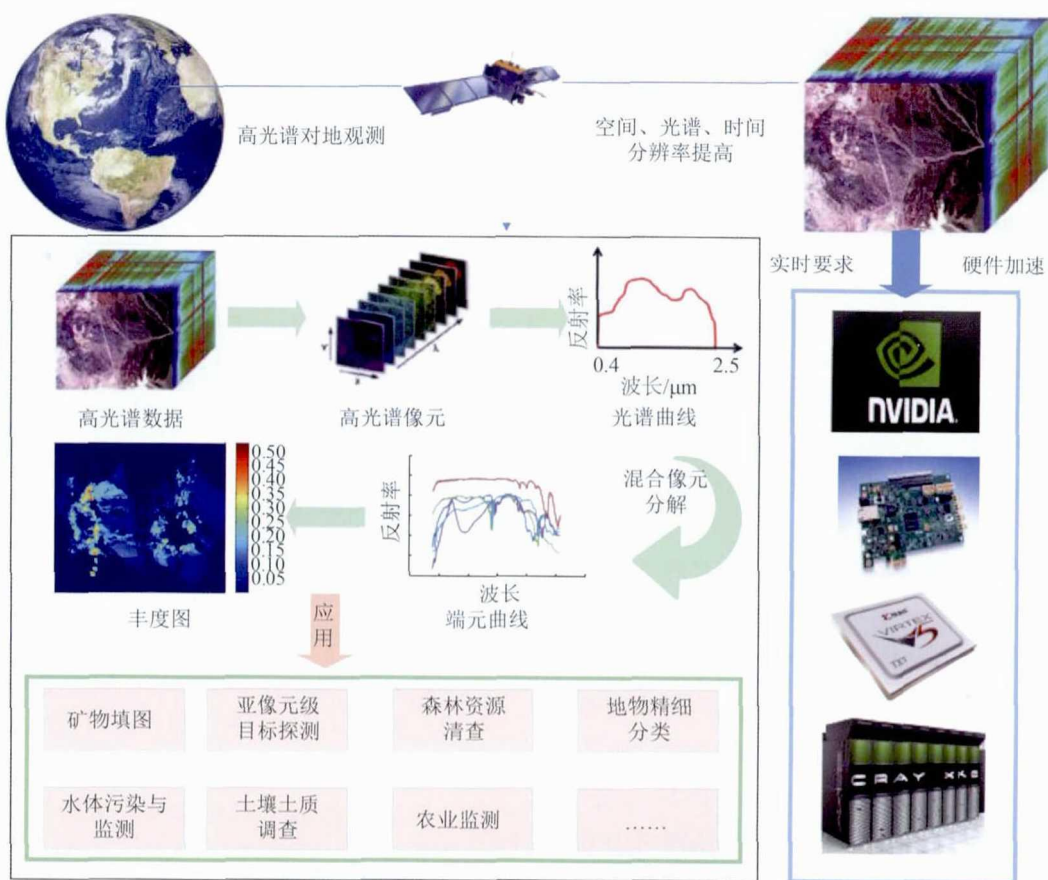 高光谱对地观测
空间、光谱、时间
分辨率提高
实时要求
硬件加速
高光谱数据
Y
X
λ
高光谱像元
反射率
0.4
2.5
波长/μm
光谱曲线
混合像元
分解
0.50
0.45
0.40
0.35
0.30
0.25
0.20
0.15
0.10
0.05
丰度图
反射率
波长
端元曲线
应
用
矿物填图
亚像元级
目标探测
森林资源
清查
地物精细
分类
水体污染与
监测
土壤土质
调查
农业监测
……
NVIDIA
VIRTEX
5
TXT
CRAY